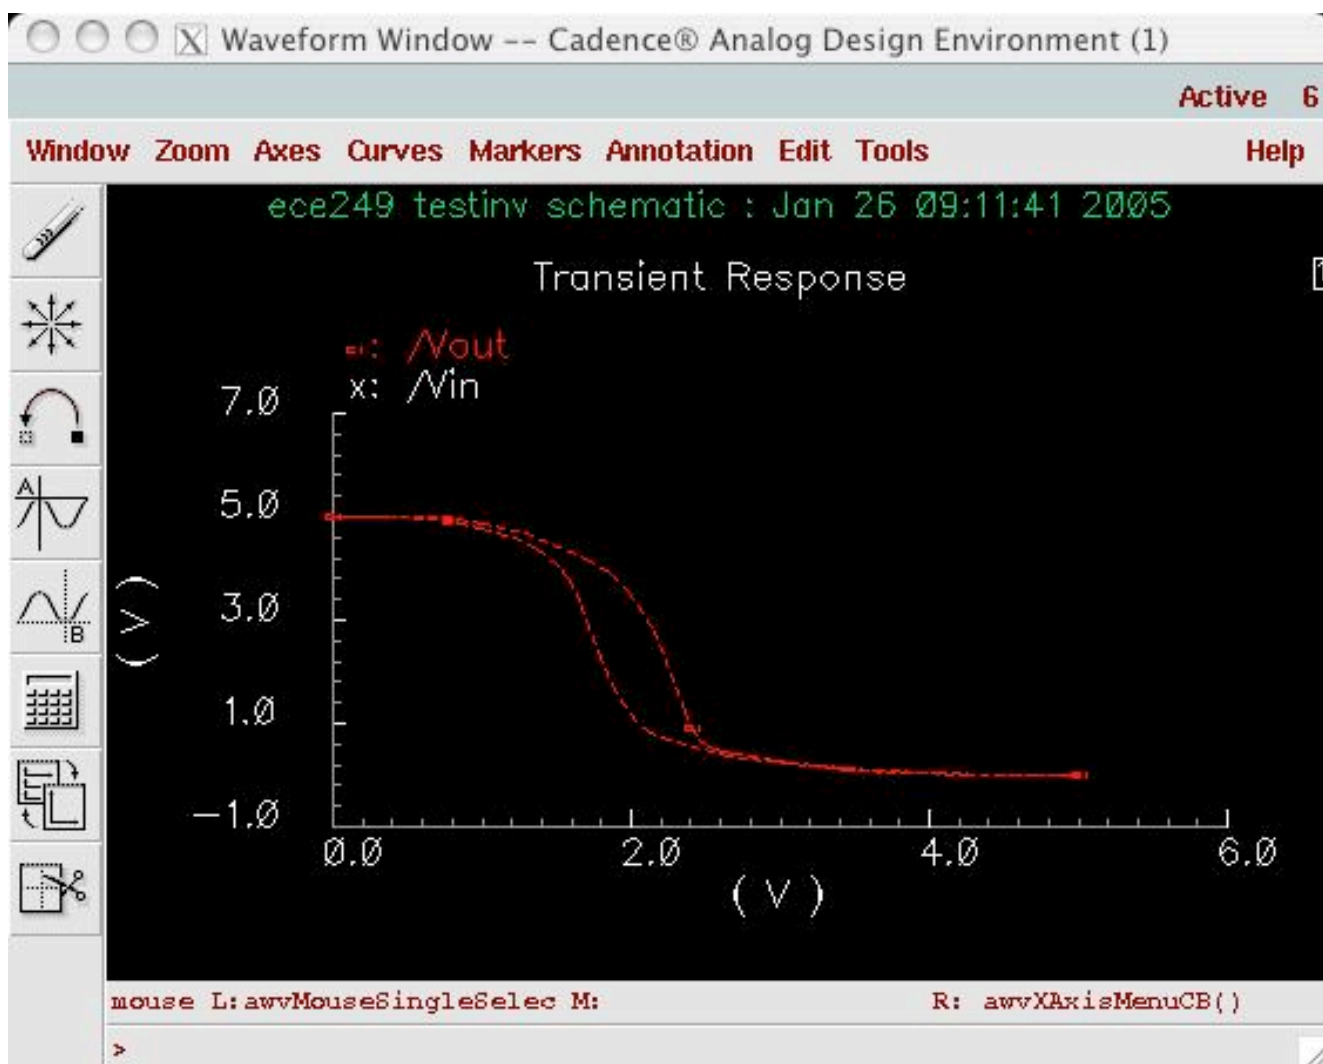 X Waveform Window -- Cadence® Analog Design Environment (1)
Active 6
Window Zoom Axes Curves Markers Annotation Edit Tools Help
ece249 testinv schematic : Jan 26 09:11:41 2005
Transient Response
: /Vout
x: /Vin
7.0
5.0
3.0
1.0
-1.0
( V )
0.0 2.0 4.0 6.0
( V )
A
B
mouse L: awvMouseSingleSelec M: R: awvXAxisMenuCB()
>